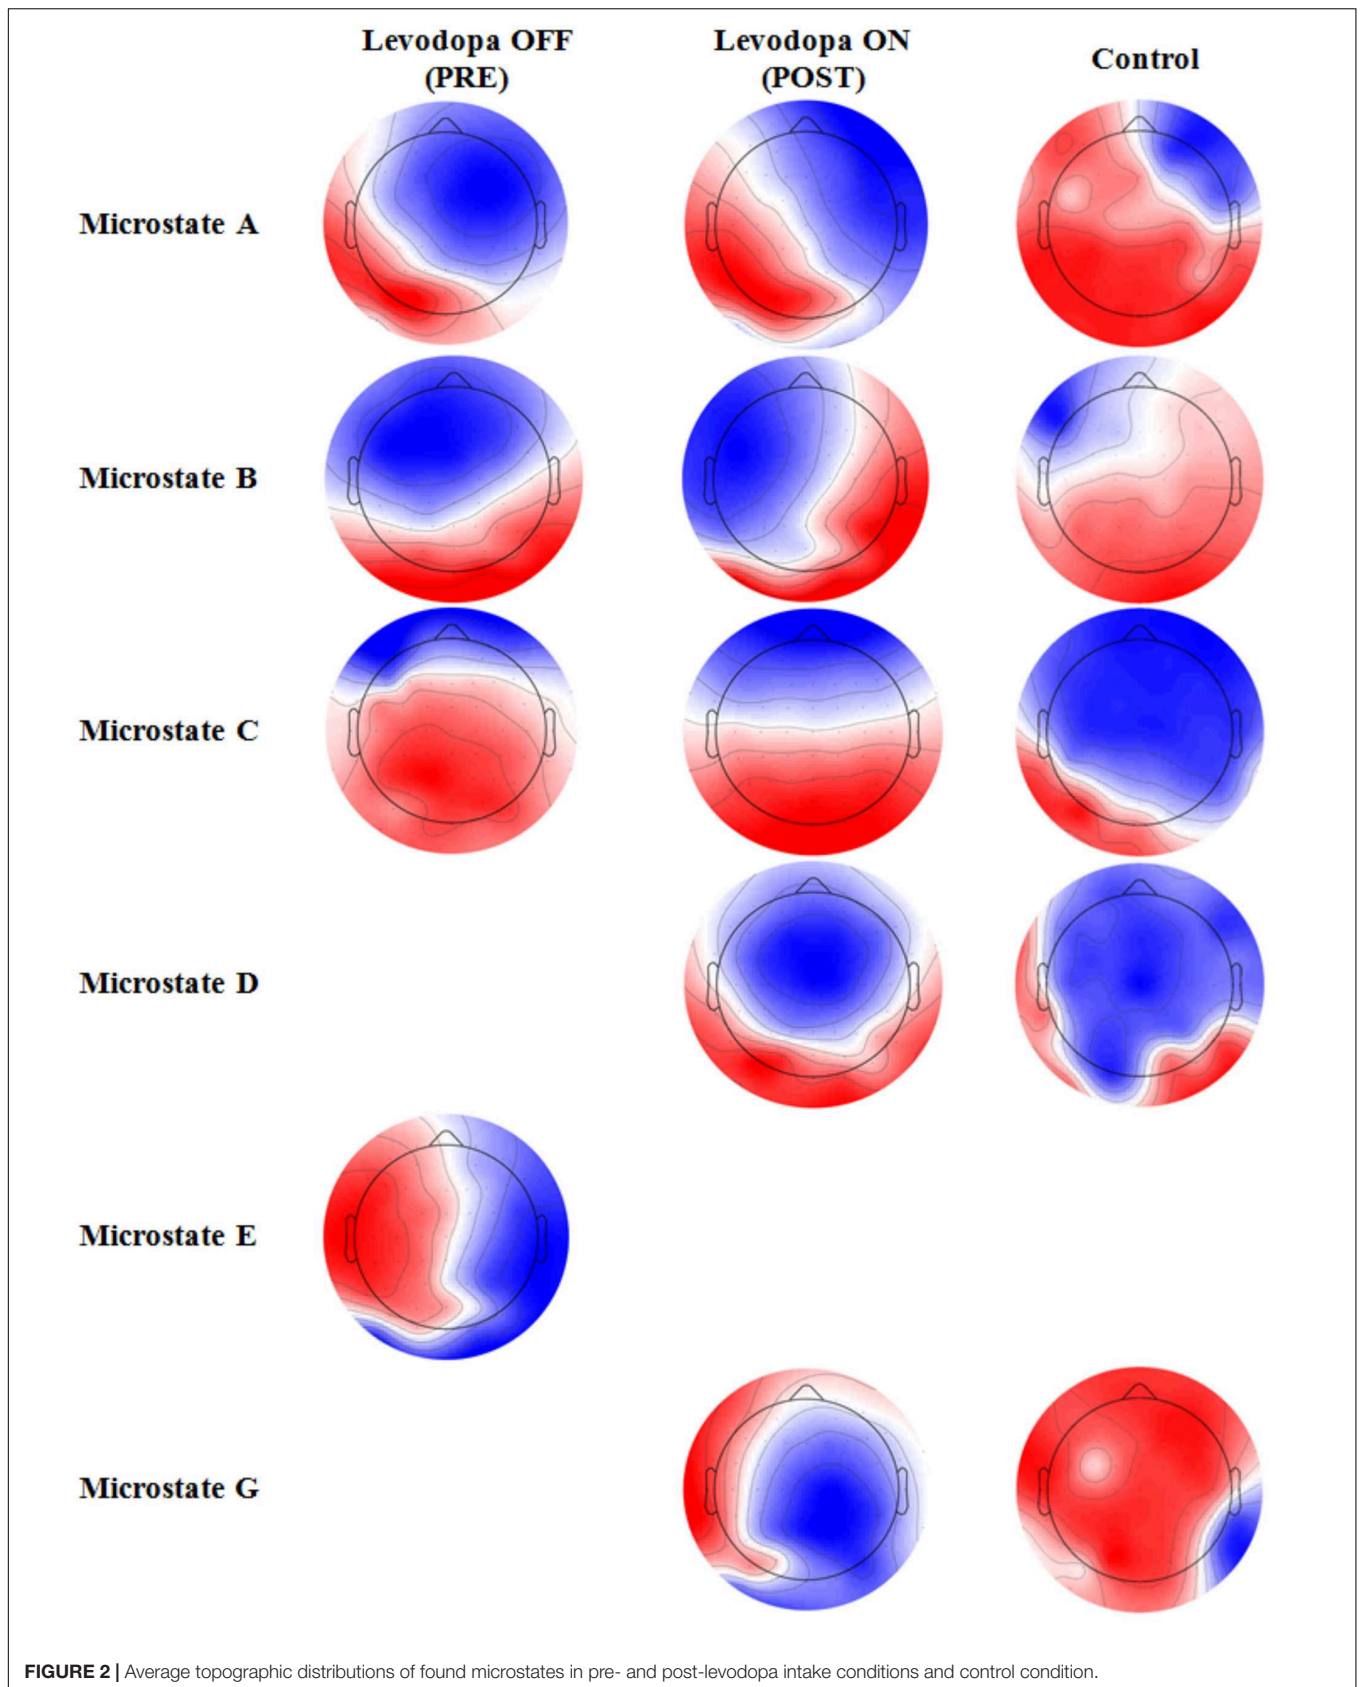 Levodopa OFF
(PRE)
Levodopa ON
(POST)
Control
Microstate A
Microstate B
Microstate C
Microstate D
Microstate E
Microstate G
FIGURE 2 | Average topographic distributions of found microstates in pre- and post-levodopa intake conditions and control condition.